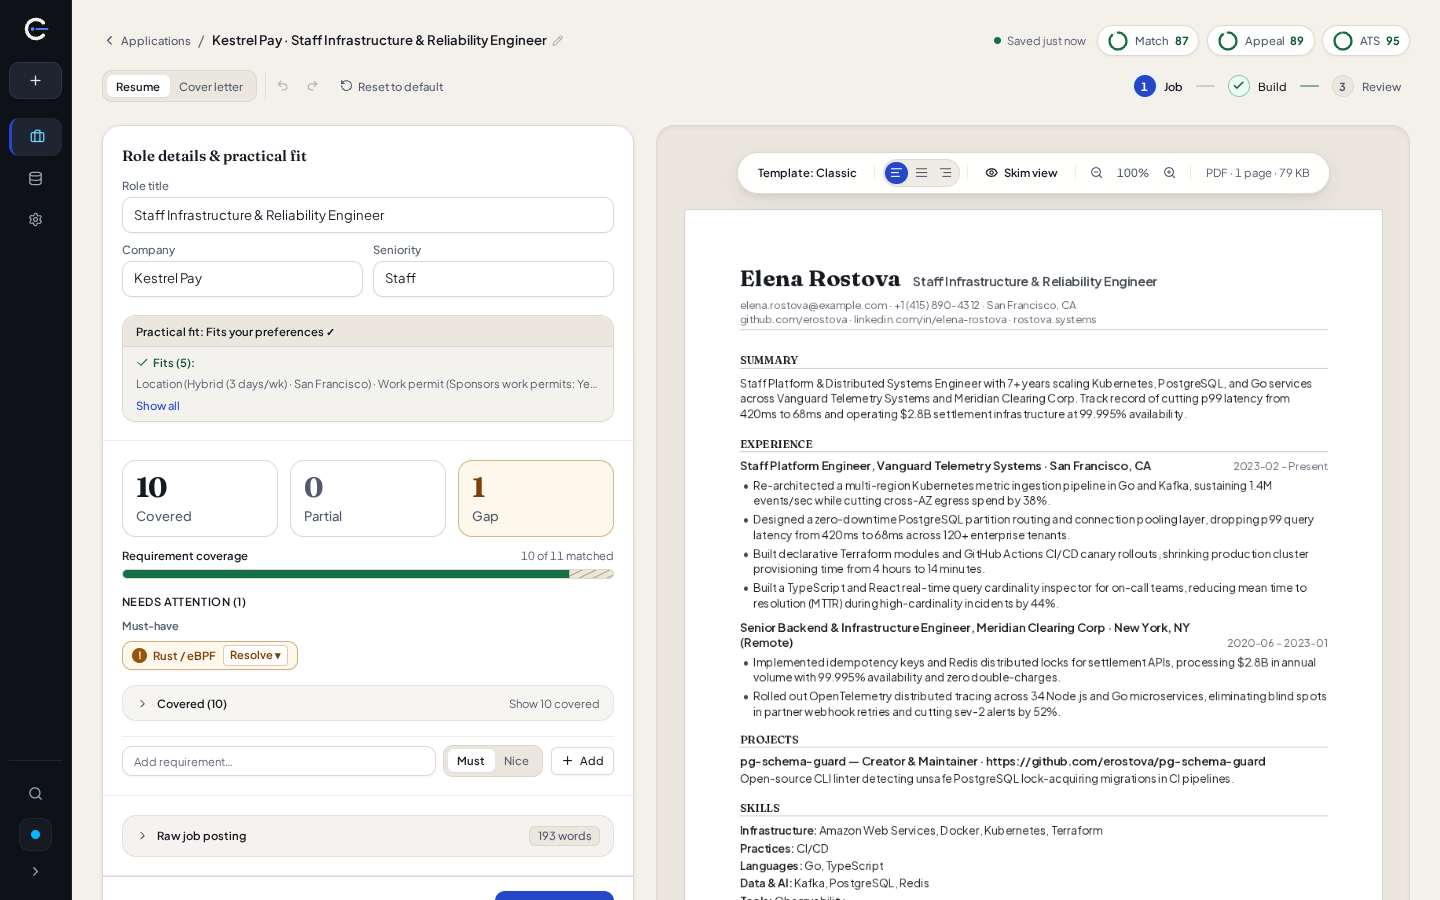 Applications / Kestrel Pay · Staff Infrastructure & Reliability Engineer
Saved just now
Match 87
Appeal 89
ATS 95
Resume
Cover letter
Reset to default
1 Job
Build
3 Review
Role details & practical fit
Role title
Staff Infrastructure & Reliability Engineer
Company
Seniority
Kestrel Pay
Staff
Practical fit: Fits your preferences ✓
Fits (5):
Location (Hybrid (3 days/wk) · San Francisco) · Work permit (Sponsors work permits: Ye...
Show all
10
Covered
0
Partial
1
Gap
Requirement coverage
10 of 11 matched
NEEDS ATTENTION (1)
Must-have
! Rust / eBPF Resolve ▾
Covered (10)
Show 10 covered
Add requirement...
Must
Nice
+ Add
Raw job posting
193 words
Template: Classic
Skim view
100%
PDF · 1 page · 79 KB
Elena Rostova Staff Infrastructure & Reliability Engineer
elena.rostova@example.com · +1 (415) 890-4312 · San Francisco, CA
github.com/erostova · linkedin.com/in/elena-rostova · rostova.systems
SUMMARY
Staff Platform & Distributed Systems Engineer with 7+ years scaling Kubernetes, PostgreSQL, and Go services
across Vanguard Telemetry Systems and Meridian Clearing Corp. Track record of cutting p99 latency from
420ms to 68ms and operating $2.8B settlement infrastructure at 99.995% availability.
EXPERIENCE
Staff Platform Engineer, Vanguard Telemetry Systems · San Francisco, CA
2023-02 – Present
• Re-architected a multi-region Kubernetes metric ingestion pipeline in Go and Kafka, sustaining 1.4M
events/sec while cutting cross-AZ egress spend by 38%.
• Designed a zero-downtime PostgreSQL partition routing and connection pooling layer, dropping p99 query
latency from 420ms to 68ms across 120+ enterprise tenants.
• Built declarative Terraform modules and GitHub Actions CI/CD canary rollouts, shrinking production cluster
provisioning time from 4 hours to 14 minutes.
• Built a TypeScript and React real-time query cardinality inspector for on-call teams, reducing mean time to
resolution (MTTR) during high-cardinality incidents by 44%.
Senior Backend & Infrastructure Engineer, Meridian Clearing Corp · New York, NY
(Remote)
2020-06 – 2023-01
• Implemented idempotency keys and Redis distributed locks for settlement APIs, processing $2.8B in annual
volume with 99.995% availability and zero double-charges.
• Rolled out OpenTelemetry distributed tracing across 34 Node.js and Go microservices, eliminating blind spots
in partner webhook retries and cutting sev-2 alerts by 52%.
PROJECTS
pg-schema-guard — Creator & Maintainer · https://github.com/erostova/pg-schema-guard
Open-source CLI linter detecting unsafe PostgreSQL lock-acquiring migrations in CI pipelines.
SKILLS
Infrastructure: Amazon Web Services, Docker, Kubernetes, Terraform
Practices: CI/CD
Languages: Go, TypeScript
Data & AI: Kafka, PostgreSQL, Redis
Tools: Observability